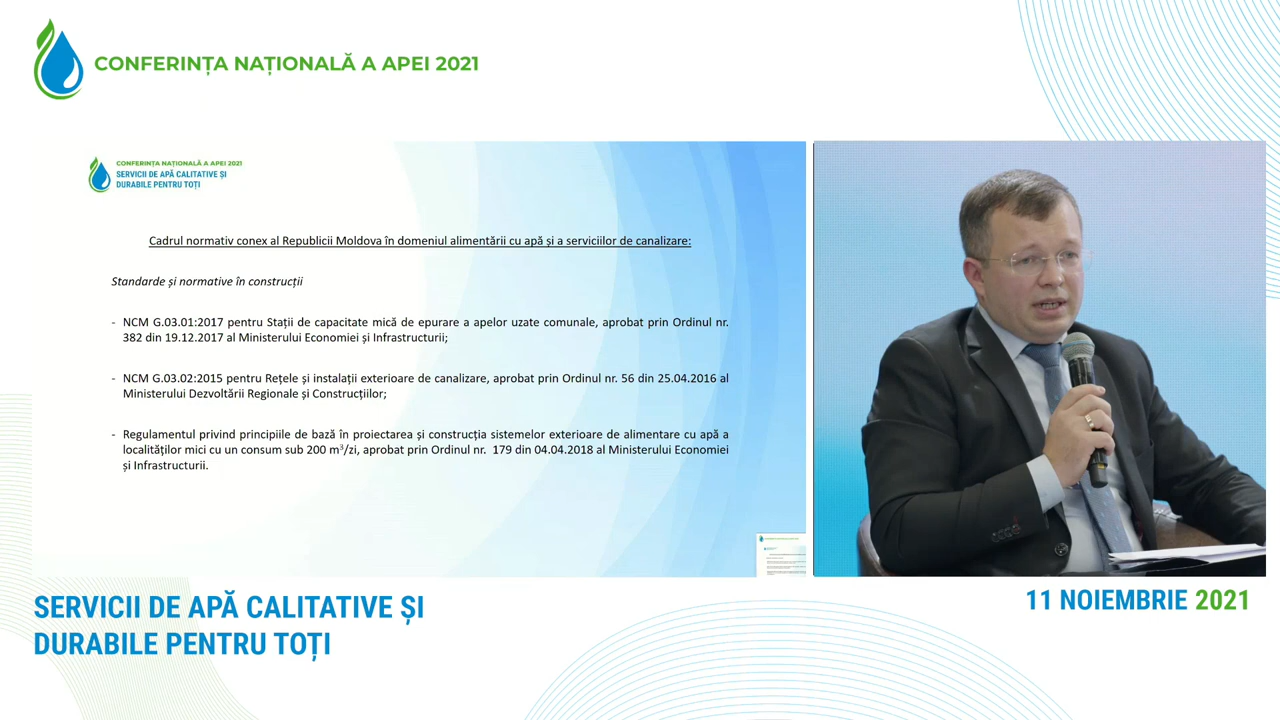 CONFERINȚA NAȚIONALĂ A APEI 2021
CONFERINȚA NAȚIONALĂ A APEI 2021
SERVICII DE APĂ CALITATIVE ȘI
DURABILE PENTRU TOȚI
Cadrul normativ conex al Republicii Moldova în domeniul alimentării cu apă și a serviciilor de canalizare:
Standarde și normative în construcții
- NCM G.03.01:2017 pentru Stații de capacitate mică de epurare a apelor uzate comunale, aprobat prin Ordinul nr.
382 din 19.12.2017 al Ministerului Economiei și Infrastructurii;
- NCM G.03.02:2015 pentru Rețele și instalații exterioare de canalizare, aprobat prin Ordinul nr. 56 din 25.04.2016 al
Ministerului Dezvoltării Regionale și Construcțiilor;
- Regulamentul privind principiile de bază în proiectarea și construcția sistemelor exterioare de alimentare cu apă a
localităților mici cu un consum sub 200 m³/zi, aprobat prin Ordinul nr. 179 din 04.04.2018 al Ministerului Economiei
și Infrastructurii.
SERVICII DE APĂ CALITATIVE ȘI
DURABILE PENTRU TOȚI
11 NOIEMBRIE 2021